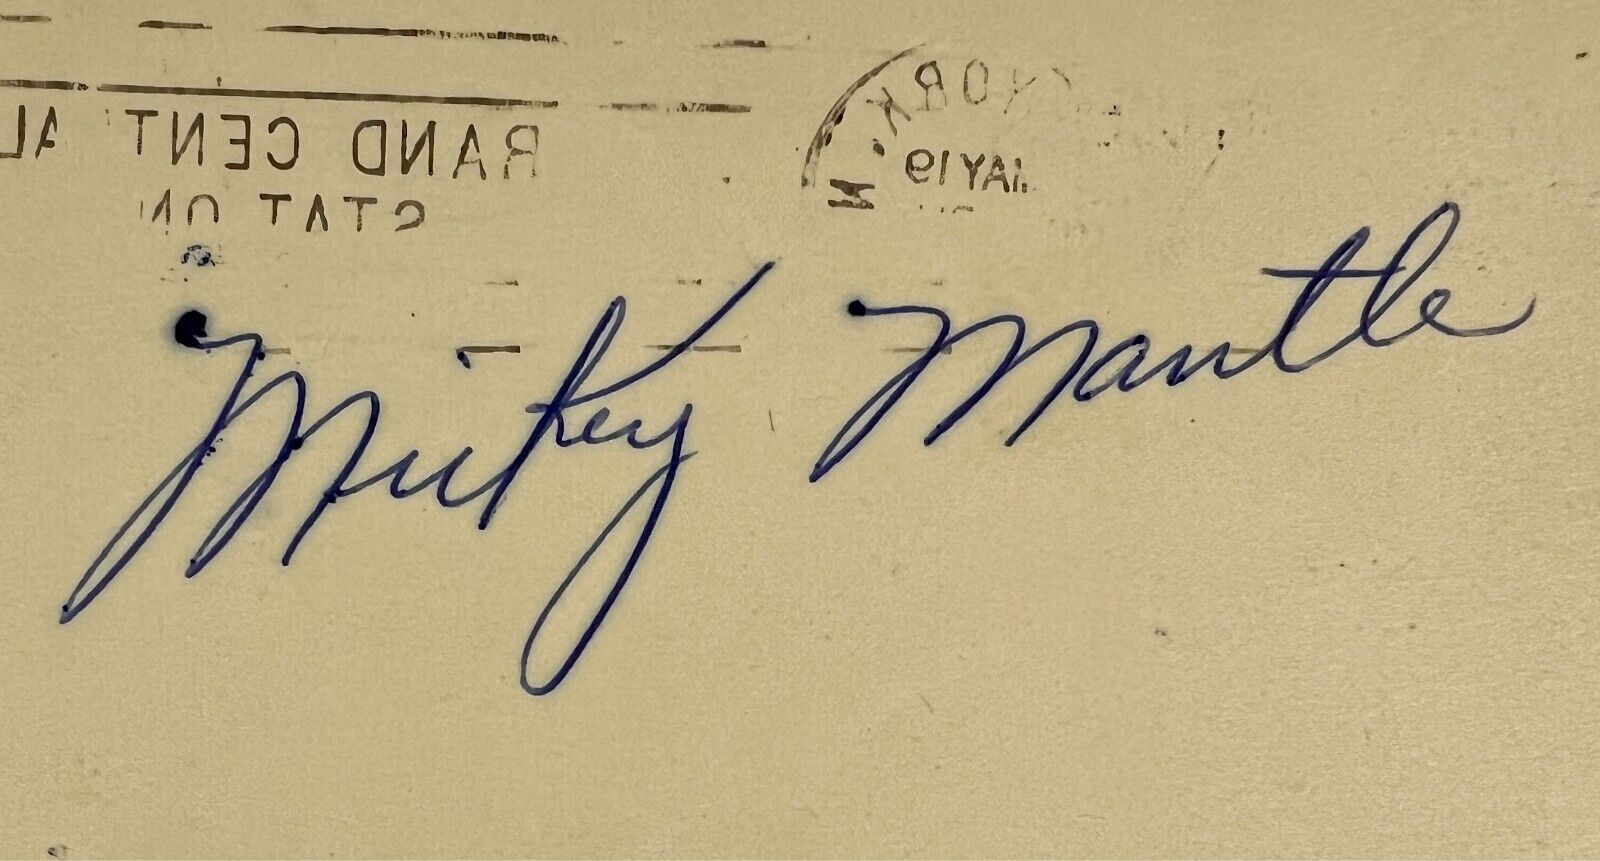 RAND CENT AL
STAT ON
YORK, N
MAY 19
Mickey Mantle